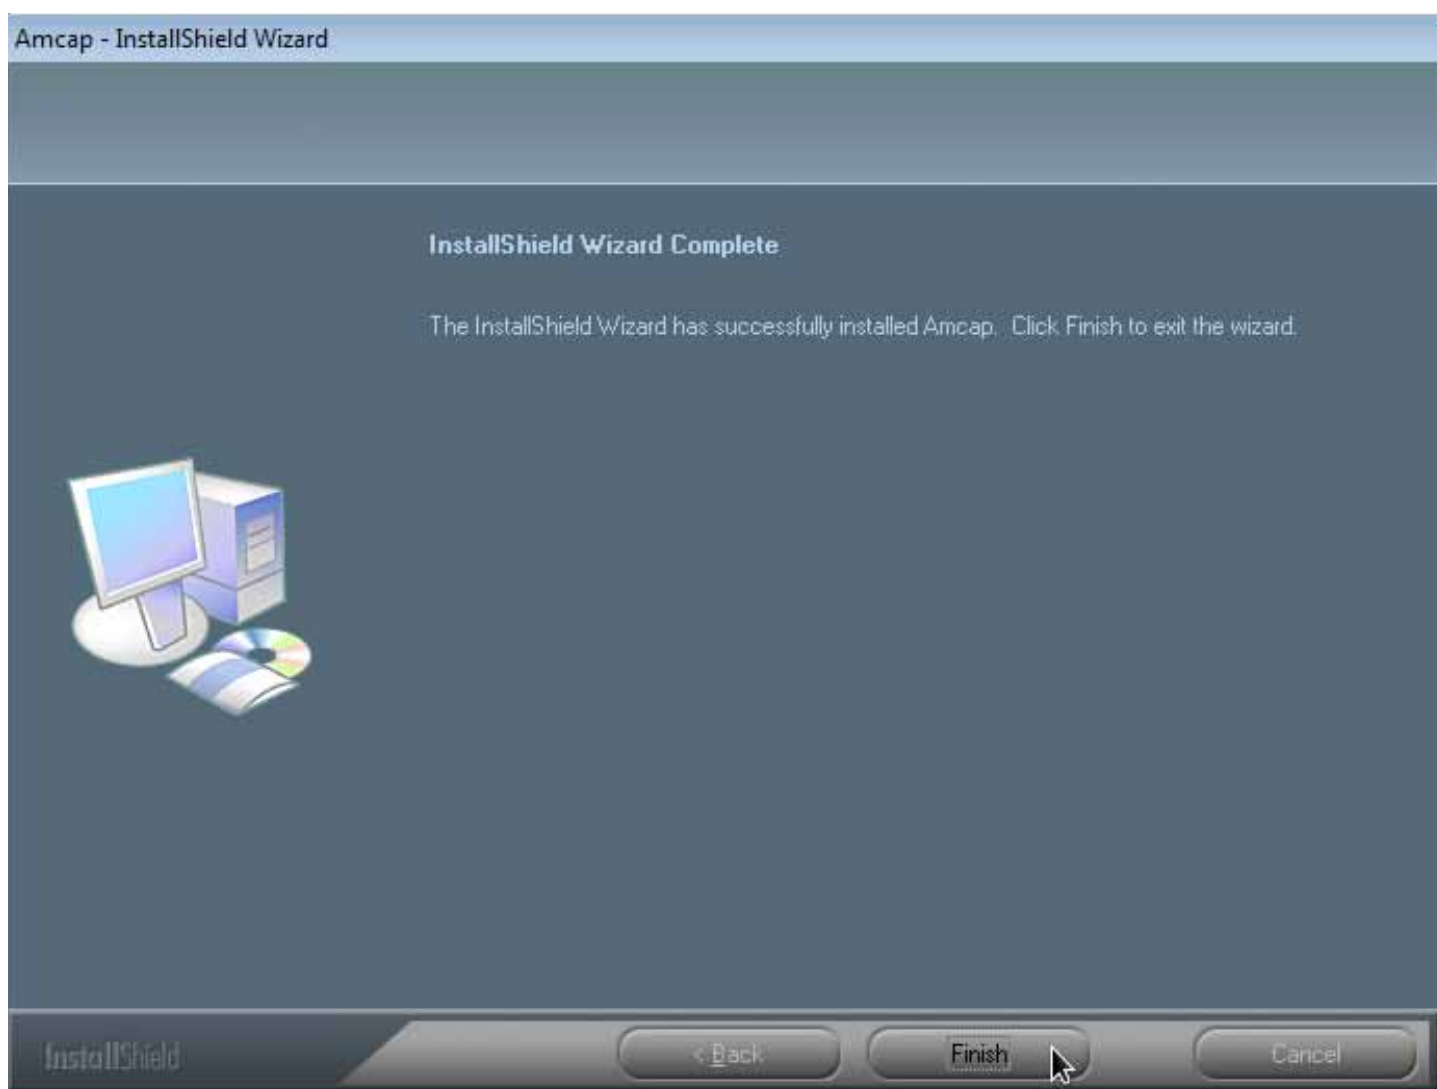 Amcap - InstallShield Wizard
InstallShield Wizard Complete
The InstallShield Wizard has successfully installed Amcap. Click Finish to exit the wizard.
InstallShield
< Back
Finish
Cancel